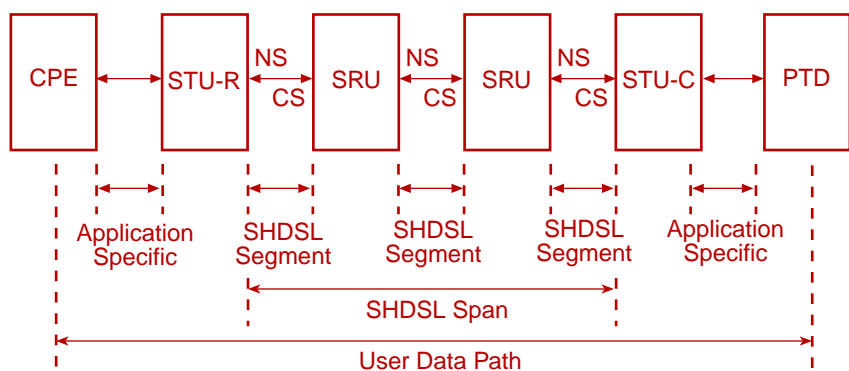 NS NS NS
CPE STU-R SRU SRU STU-C PTD
CS CS CS
Application SHDSL SHDSL SHDSL Application
Specific Segment Segment Segment Specific
SHDSL Span
User Data Path